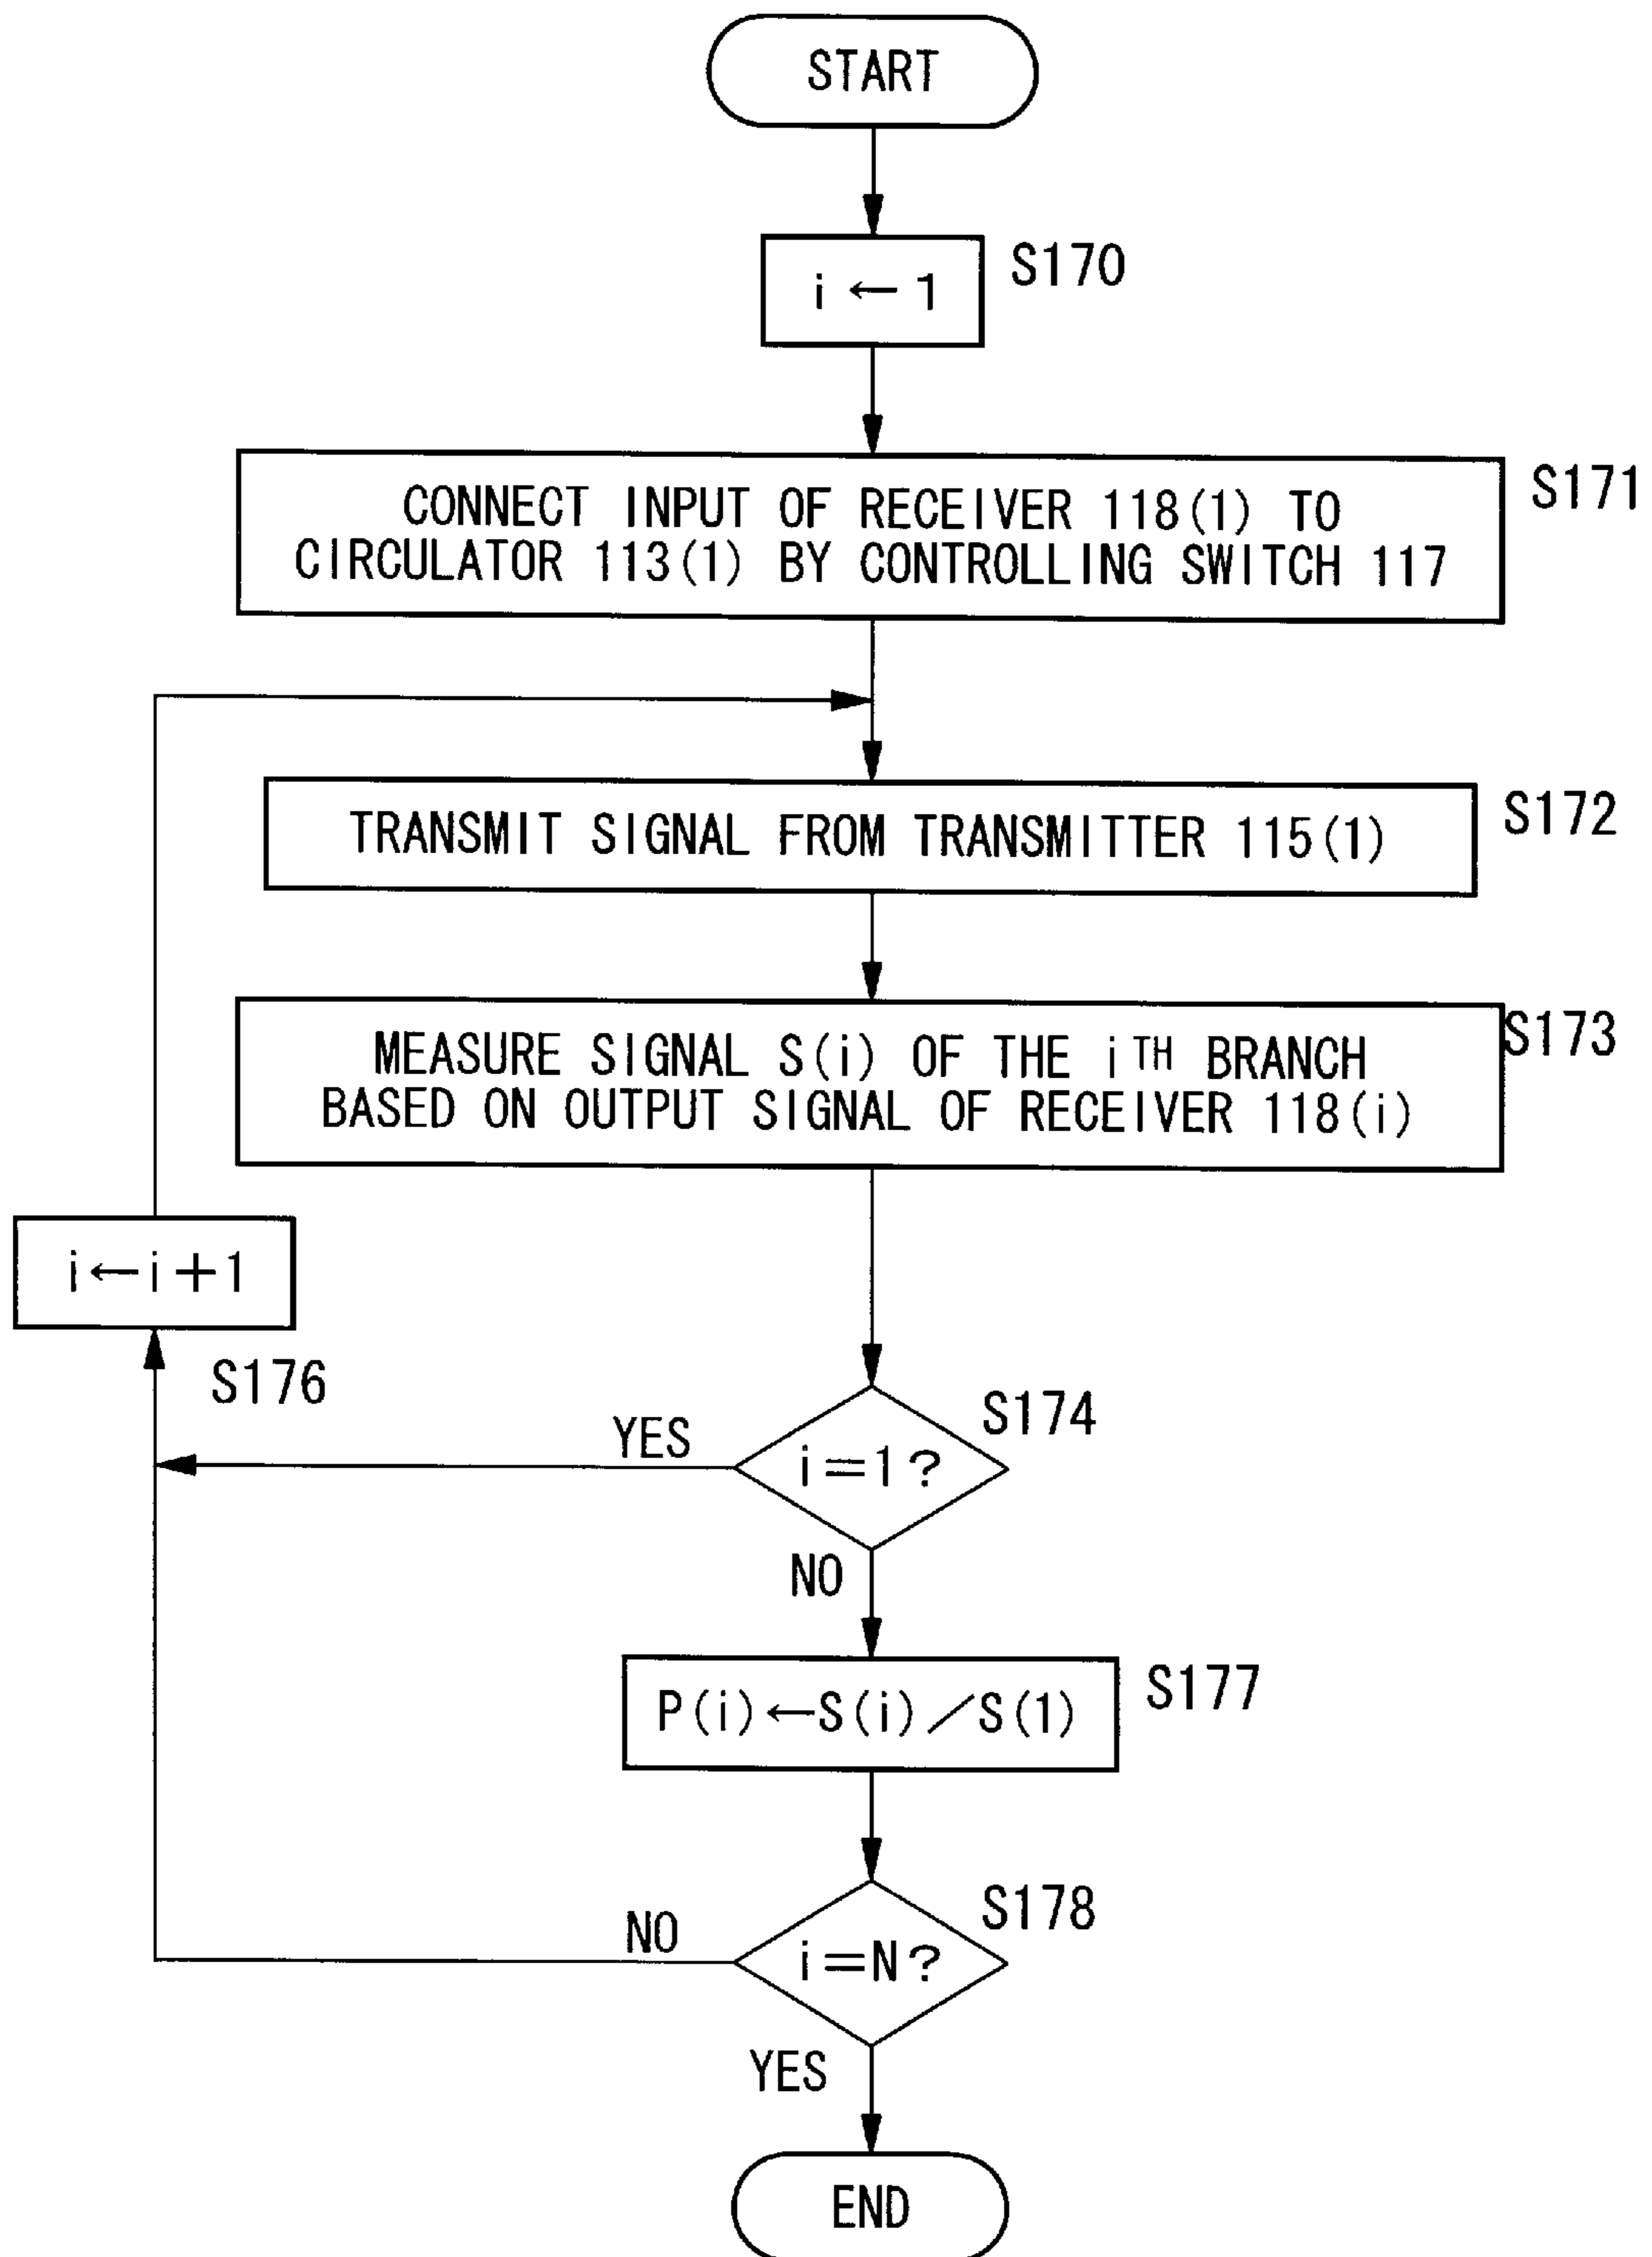 START
i ← 1
S170
CONNECT INPUT OF RECEIVER 118(1) TO
CIRCULATOR 113(1) BY CONTROLLING SWITCH 117
S171
TRANSMIT SIGNAL FROM TRANSMITTER 115(1)
S172
MEASURE SIGNAL S(i) OF THE iTH BRANCH
BASED ON OUTPUT SIGNAL OF RECEIVER 118(i)
S173
i←i+1
S176
i=1?
S174
YES
NO
P(i)←S(i)/S(1)
S177
i=N?
S178
NO
YES
END